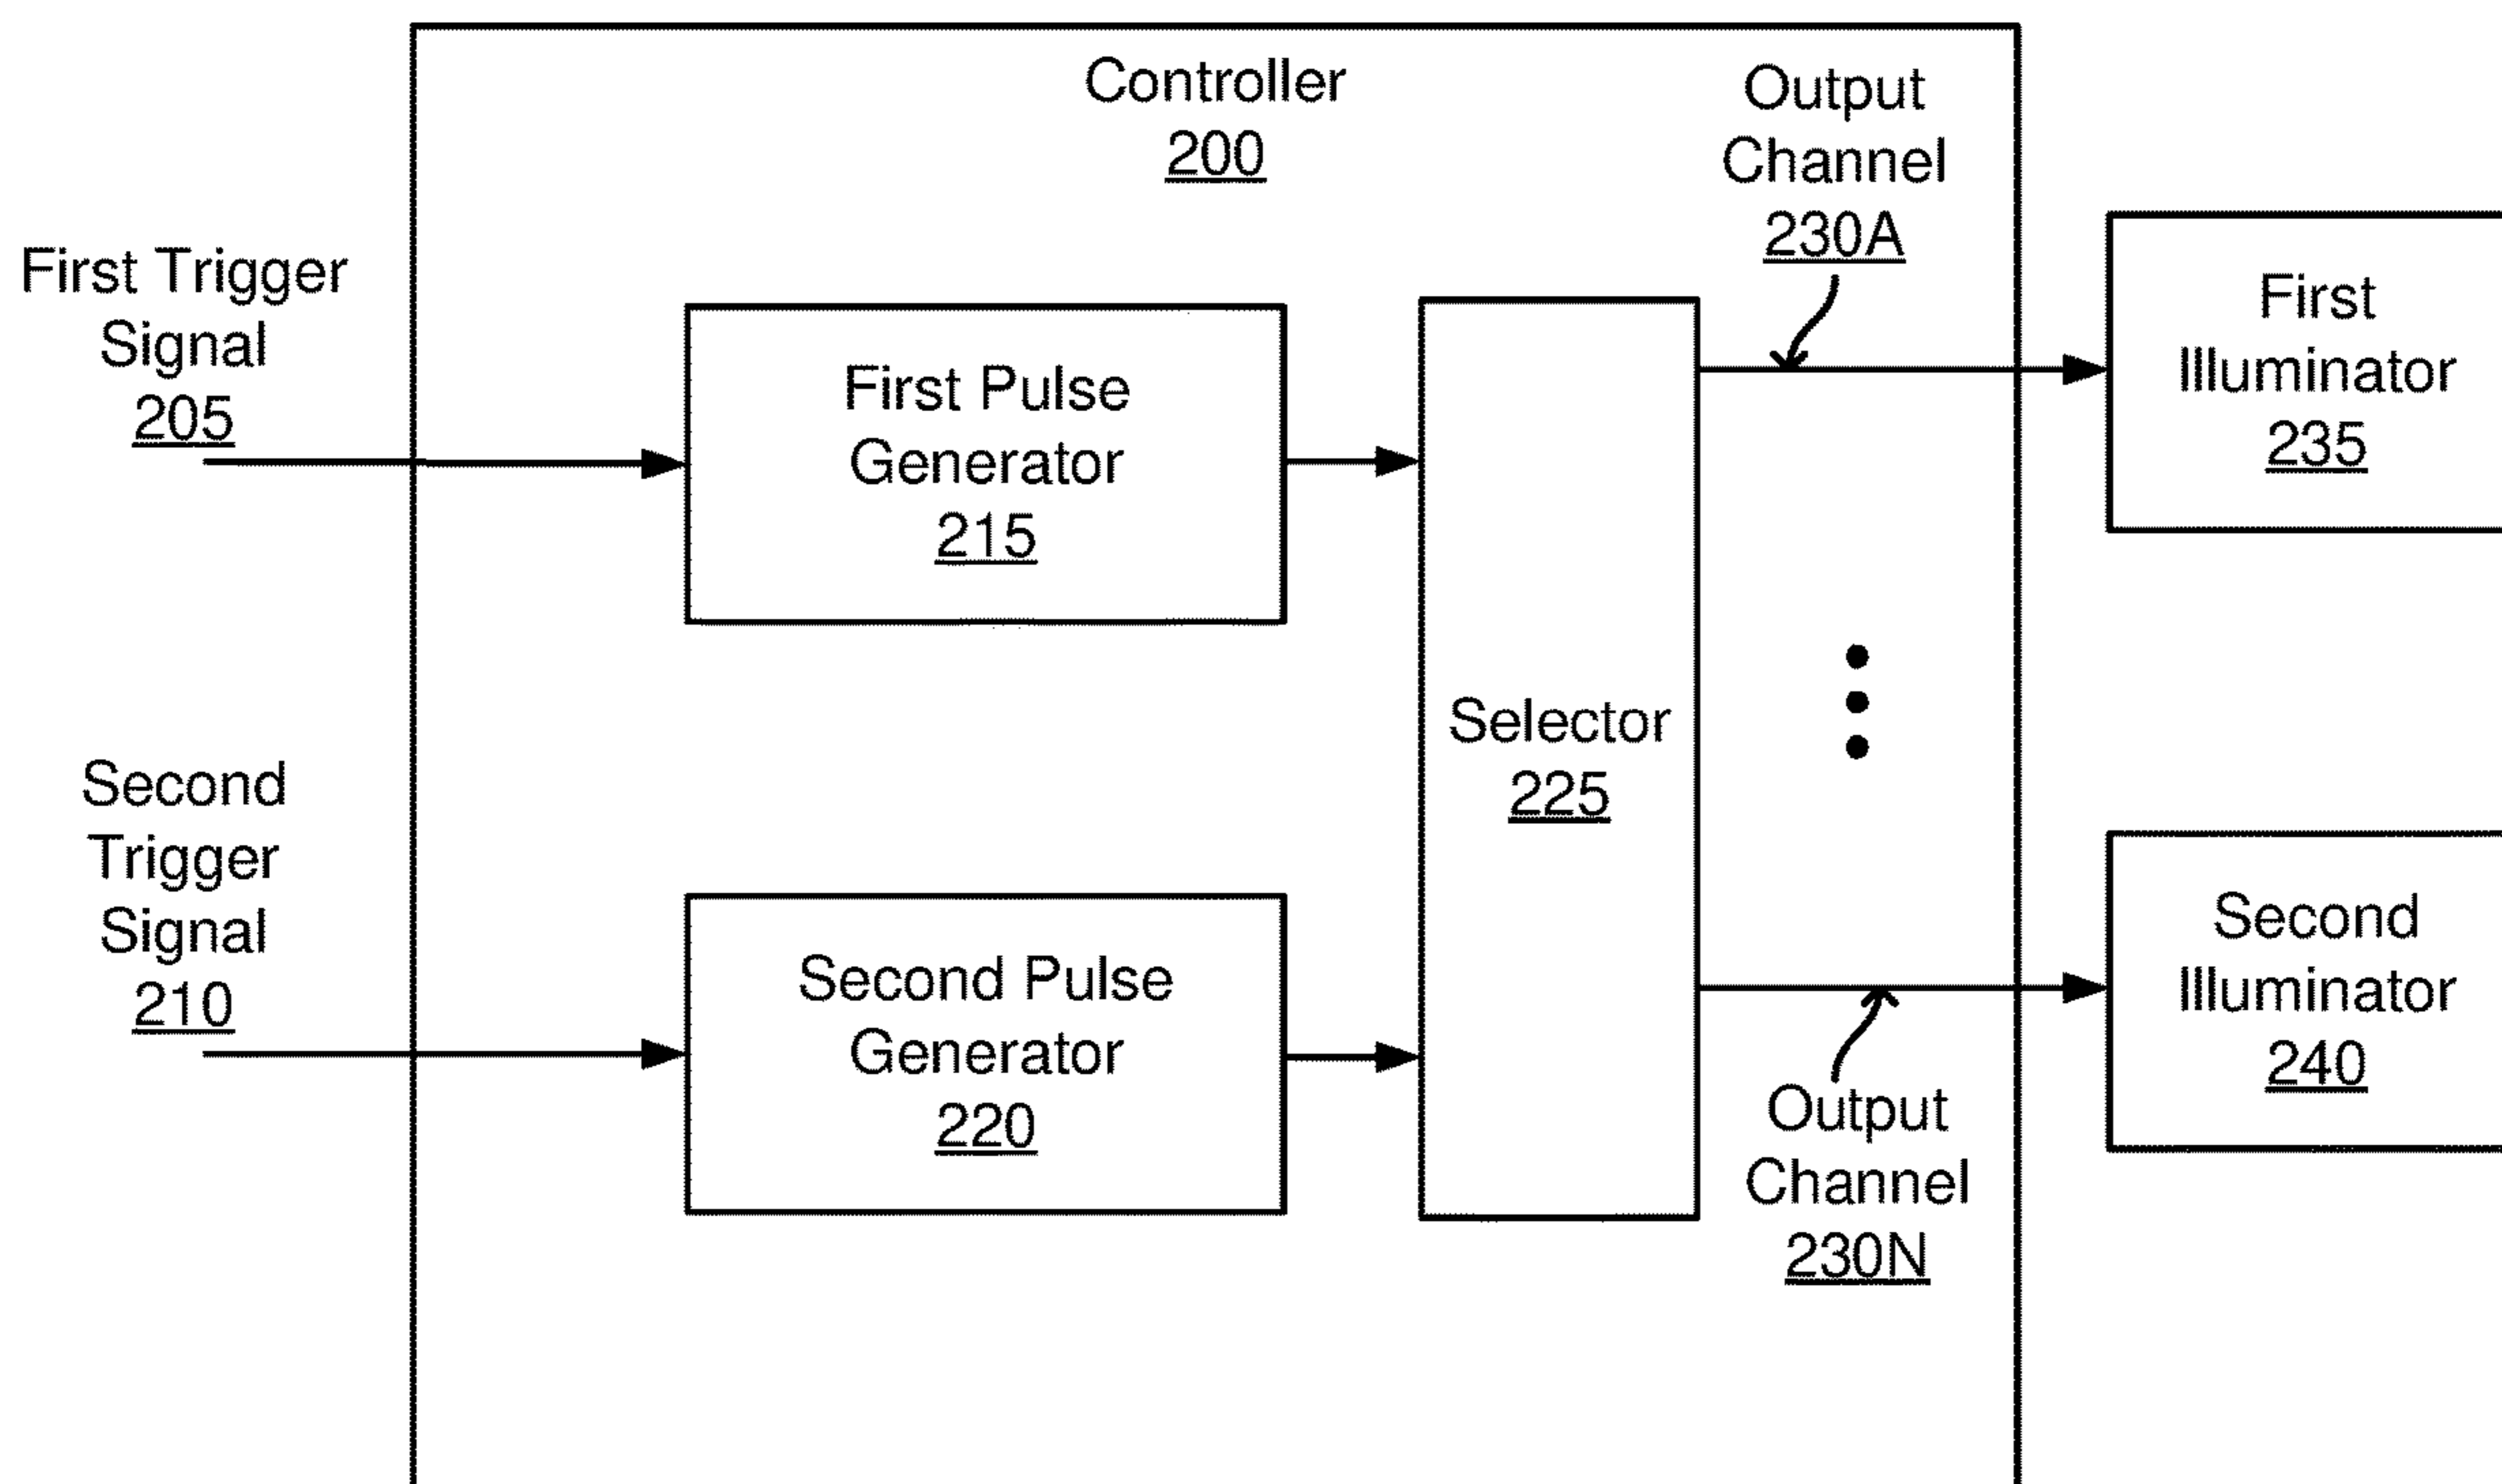 Controller
200
Output
Channel
230A
First Trigger
Signal
205
First Pulse
Generator
215
First
Illuminator
235
Selector
225
Second
Trigger
Signal
210
Second Pulse
Generator
220
Second
Illuminator
240
Output
Channel
230N